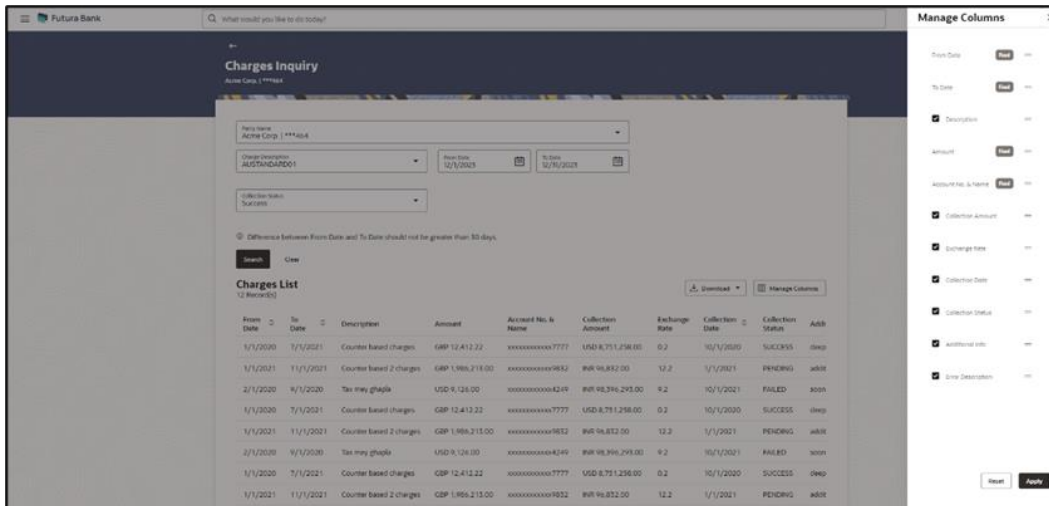 Futura Bank
What would you like to do today?
Manage Columns
Charges Inquiry
Acme Corp. | ***464
Party Name
Acme Corp | ***464
Charge Description
AUSTANDARD01
From Date
12/1/2023
To Date
12/31/2023
Collection Status
Success
Difference between From Date and To Date should not be greater than 30 days.
Search Clear
Charges List
12 Record(s)
Download Manage Columns
From Date To Date Description Amount Account No. & Name Collection Amount Exchange Rate Collection Date Collection Status Addi
1/1/2020 7/1/2021 Counter based charges GBP 12,412.22 xxxxxxxxxxxx7777 USD 8,751,258.00 0.2 10/1/2020 SUCCESS deep
1/1/2021 11/1/2021 Counter based 2 charges GBP 1,986,213.00 xxxxxxxxxxxx9832 INR 96,832.00 12.2 1/1/2021 PENDING addit
2/1/2020 9/1/2020 Tax mey ghapla USD 9,126.00 xxxxxxxxxxxx4249 INR 98,396,293.00 9.2 10/1/2021 FAILED soon
1/1/2020 7/1/2021 Counter based charges GBP 12,412.22 xxxxxxxxxxxx7777 USD 8,751,258.00 0.2 10/1/2020 SUCCESS deep
1/1/2021 11/1/2021 Counter based 2 charges GBP 1,986,213.00 xxxxxxxxxxxx9832 INR 96,832.00 12.2 1/1/2021 PENDING addit
2/1/2020 9/1/2020 Tax mey ghapla USD 9,126.00 xxxxxxxxxxxx4249 INR 98,396,293.00 9.2 10/1/2021 FAILED soon
1/1/2020 7/1/2021 Counter based charges GBP 12,412.22 xxxxxxxxxxxx7777 USD 8,751,258.00 0.2 10/1/2020 SUCCESS deep
1/1/2021 11/1/2021 Counter based 2 charges GBP 1,986,213.00 xxxxxxxxxxxx9832 INR 96,832.00 12.2 1/1/2021 PENDING addit
From Date Fixed
To Date Fixed
Description
Amount Fixed
Account No. & Name Fixed
Collection Amount
Exchange Rate
Collection Date
Collection Status
Additional Info
Error Description
Reset Apply